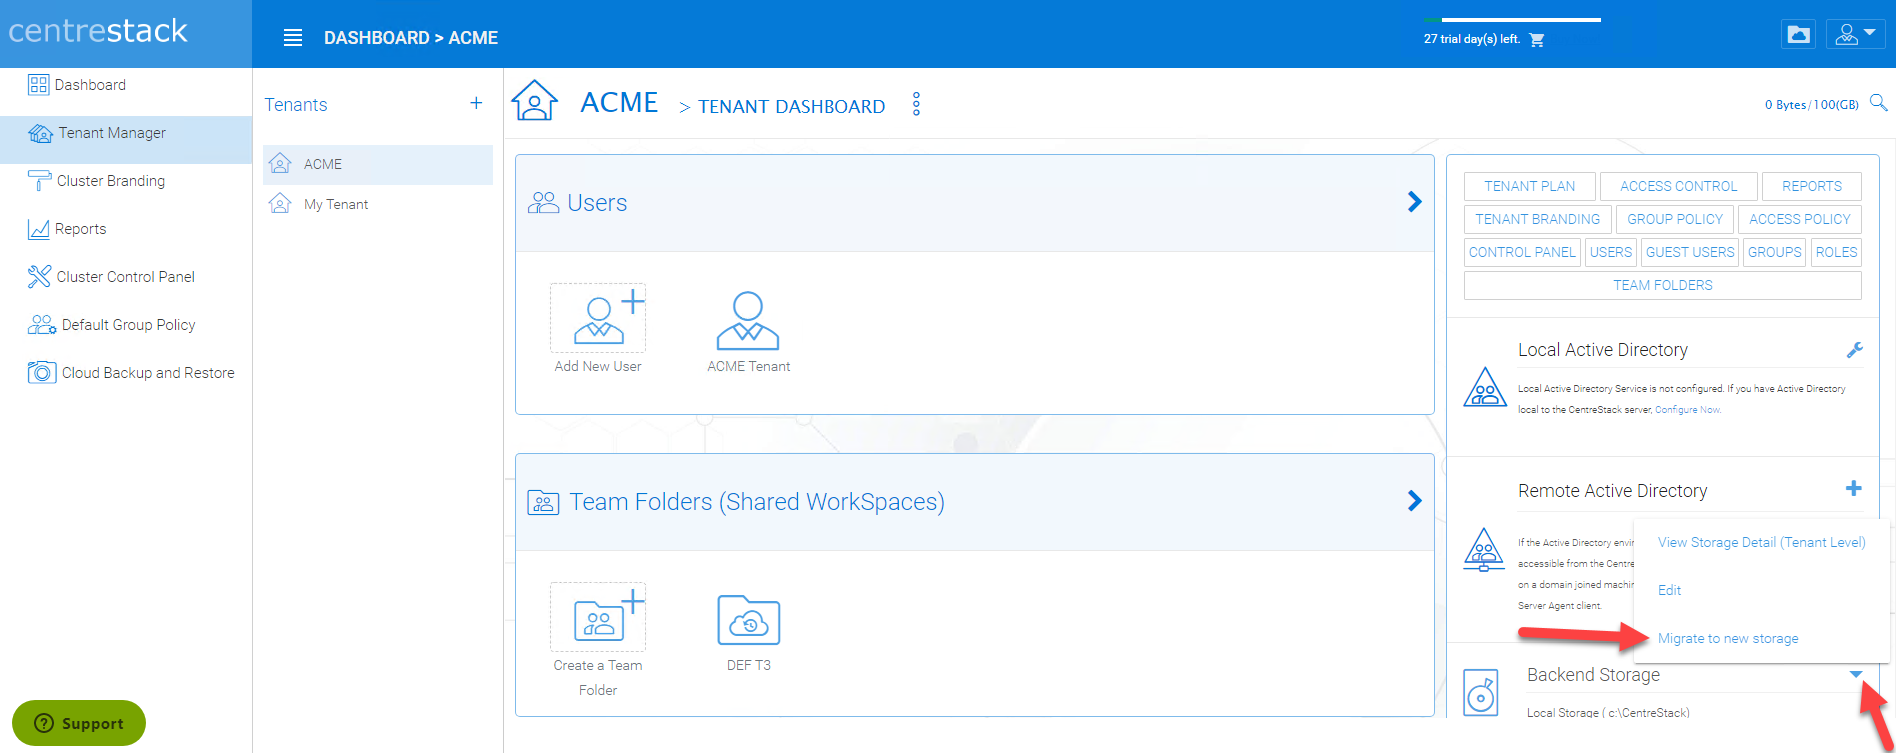 centrestack
DASHBOARD > ACME
27 trial day(s) left.
Dashboard
Tenant Manager
Cluster Branding
Reports
Cluster Control Panel
Default Group Policy
Cloud Backup and Restore
Support
Tenants
ACME
My Tenant
ACME > TENANT DASHBOARD
0 Bytes/100(GB)
Users
Add New User
ACME Tenant
Team Folders (Shared WorkSpaces)
Create a Team
Folder
DEF T3
TENANT PLAN
ACCESS CONTROL
REPORTS
TENANT BRANDING
GROUP POLICY
ACCESS POLICY
CONTROL PANEL
USERS
GUEST USERS
GROUPS
ROLES
TEAM FOLDERS
Local Active Directory
Local Active Directory Service is not configured. If you have Active Directory
local to the CentreStack server, Configure Now.
Remote Active Directory
If the Active Directory
accessible from the
on a domain joined
Server Agent client.
View Storage Detail (Tenant Level)
Edit
Migrate to new storage
Backend Storage
Local Storage ( c:\CentreStack)